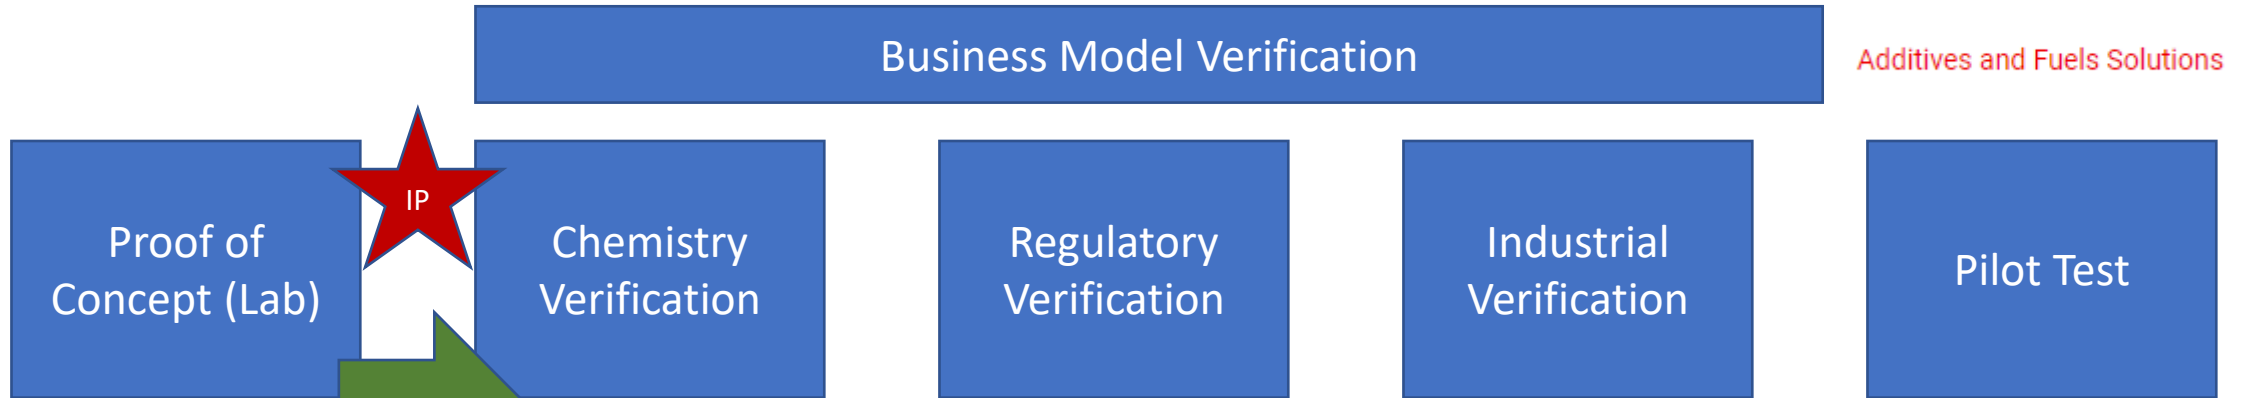 Business Model Verification
Additives and Fuels Solutions
Proof of
Concept (Lab)
IP
Chemistry
Verification
Regulatory
Verification
Industrial
Verification
Pilot Test